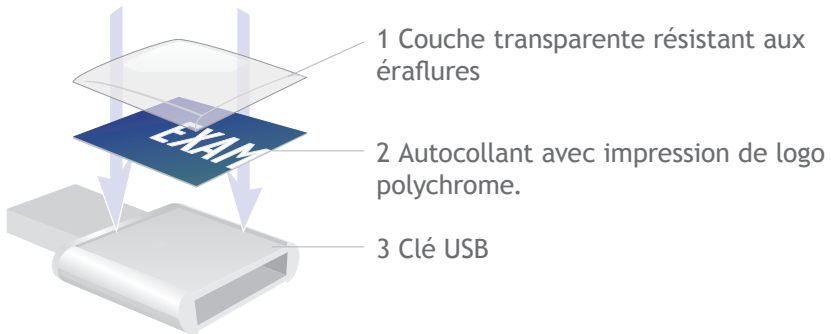 1 Couche transparente résistant aux
éraflures
EXAM
2 Autocollant avec impression de logo
polychrome.
3 Clé USB